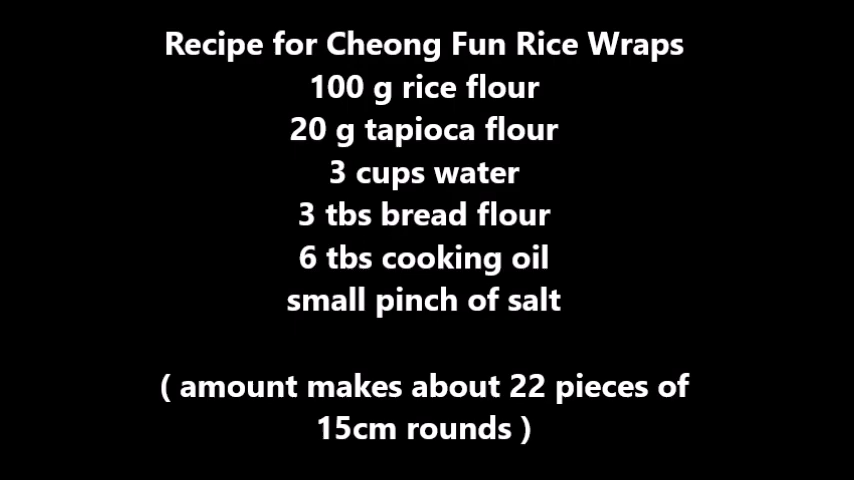 Recipe for Cheong Fun Rice Wraps
100 g rice flour
20 g tapioca flour
3 cups water
3 tbs bread flour
6 tbs cooking oil
small pinch of salt
( amount makes about 22 pieces of
15cm rounds )